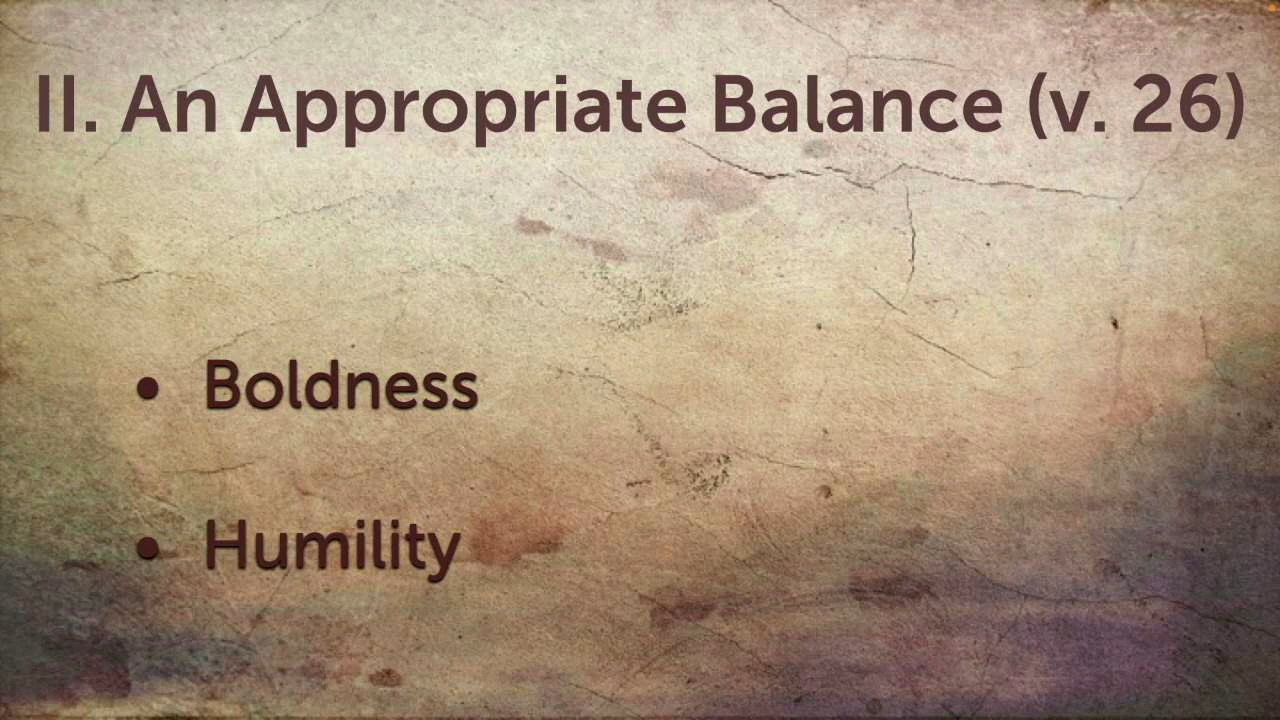 II. An Appropriate Balance (v. 26)
• Boldness
• Humility